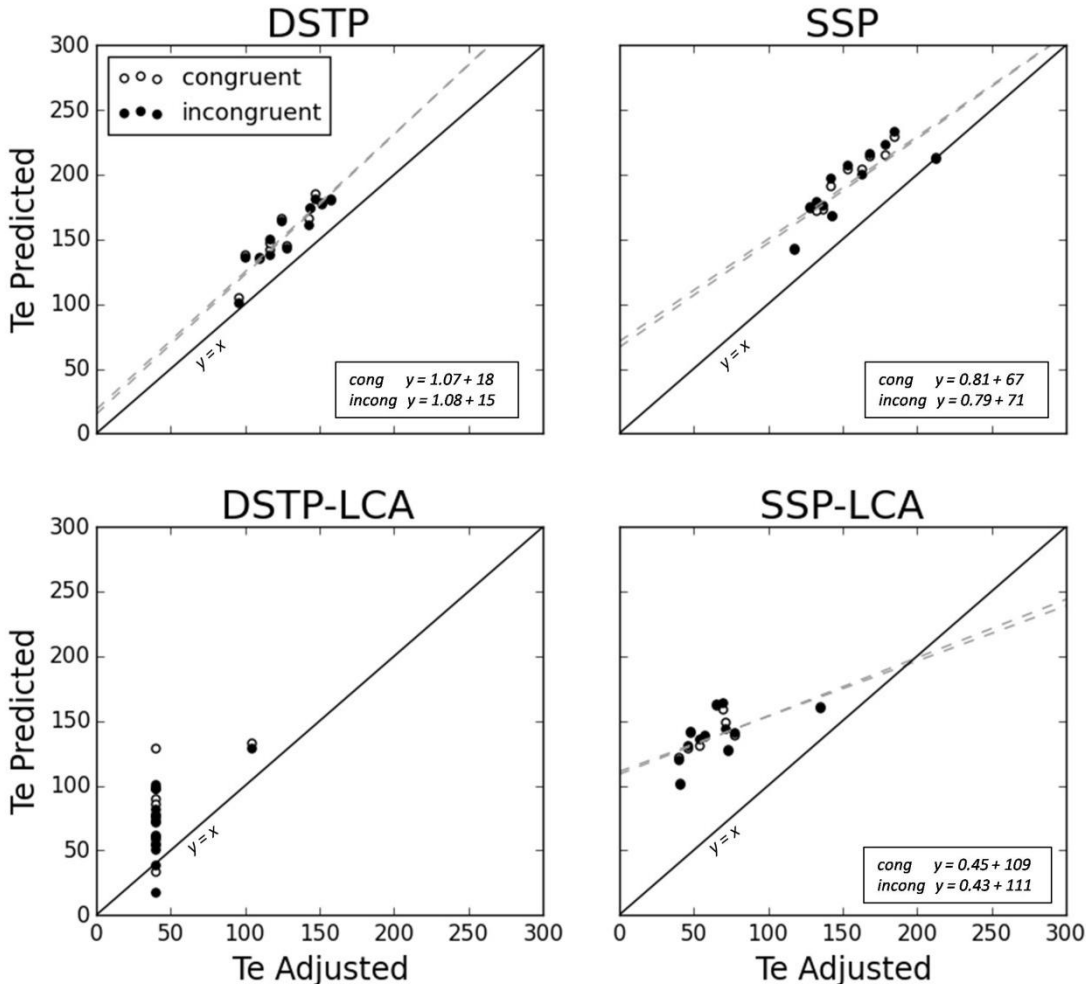 DSTP
SSP
300
250
200
150
100
50
0
Te Predicted
congruent
incongruent
y = x
cong y = 1.07 + 18
incong y = 1.08 + 15
y = x
cong y = 0.81 + 67
incong y = 0.79 + 71
DSTP-LCA
SSP-LCA
300
250
200
150
100
50
0
Te Predicted
y = x
y = x
cong y = 0.45 + 109
incong y = 0.43 + 111
0 50 100 150 200 250 300
0 50 100 150 200 250 300
Te Adjusted
Te Adjusted